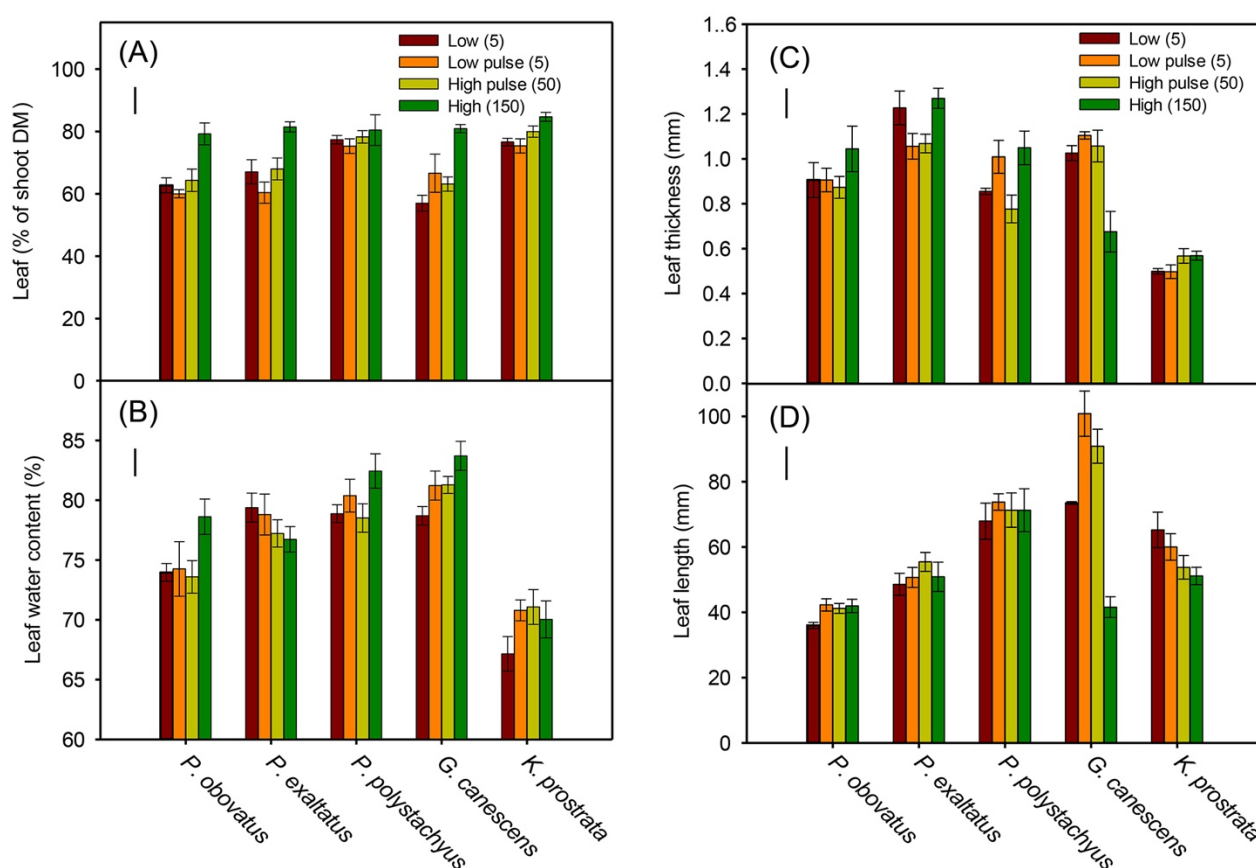 (A)
Low (5)
Low pulse (5)
High pulse (50)
High (150)
Leaf (% of shoot DM)
100
80
60
40
20
0
(B)
Leaf water content (%)
85
80
75
70
65
60
P. obovatus
P. exaltatus
P. polystachyus
G. canescens
K. prostrata
(C)
Low (5)
Low pulse (5)
High pulse (50)
High (150)
Leaf thickness (mm)
1..6
1.4
1.2
1.0
0.8
0.6
0.4
0.2
0.0
(D)
Leaf length (mm)
100
80
60
40
20
0
P. obovatus
P. exaltatus
P. polystachyus
G. canescens
K. prostrata